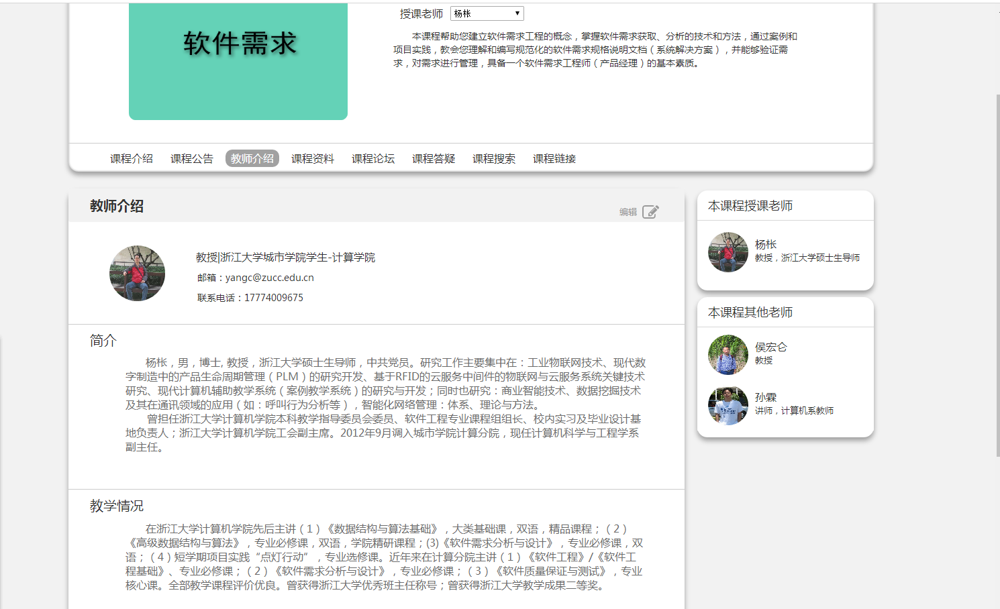 软件需求
授课老师 杨枨
本课程帮助您建立软件需求工程的概念，掌握软件需求获取、分析的技术和方法，通过案例和
项目实践，教会您理解和编写规范化的软件需求规格说明文档（系统解决方案），并能够验证需
求，对需求进行管理，具备一个软件需求工程师（产品经理）的基本素质。
课程介绍 课程公告 教师介绍 课程资料 课程论坛 课程答疑 课程搜索 课程链接
教师介绍
编辑
教授|浙江大学城市学院学生-计算学院
邮箱：yangc@zucc.edu.cn
联系电话：17774009675
简介
杨枨，男，博士, 教授，浙江大学硕士生导师，中共党员。研究工作主要集中在：工业物联网技术、现代数
字制造中的产品生命周期管理（PLM）的研究开发、基于RFID的云服务中间件的物联网与云服务系统关键技术
研究、现代计算机辅助教学系统（案例教学系统）的研究与开发；同时也研究：商业智能技术、数据挖掘技术
及其在通讯领域的应用（如：呼叫行为分析等），智能化网络管理：体系、理论与方法。
曾担任浙江大学计算机学院本科教学指导委员会委员、软件工程专业课程组组长、校内实习及毕业设计基
地负责人；浙江大学计算机学院工会副主席。2012年9月调入城市学院计算分院，现任计算机科学与工程学系
副主任。
教学情况
在浙江大学计算机学院先后主讲（1）《数据结构与算法基础》，大类基础课，双语，精品课程；（2）
《高级数据结构与算法》，专业必修课，双语，学院精研课程；(3)《软件需求分析与设计》，专业必修课，双
语；（4）短学期项目实践“点灯行动”，专业选修课。近年来在计算分院主讲（1）《软件工程》/《软件工
程基础》、专业必修课；（2）《软件需求分析与设计》，专业必修课；（3）《软件质量保证与测试》，专业
核心课。全部教学课程评价优良。曾获得浙江大学优秀班主任称号；曾获得浙江大学教学成果二等奖。
本课程授课老师
杨枨
教授，浙江大学硕士生导师
本课程其他老师
侯宏仑
教授
孙霖
讲师，计算机系教师